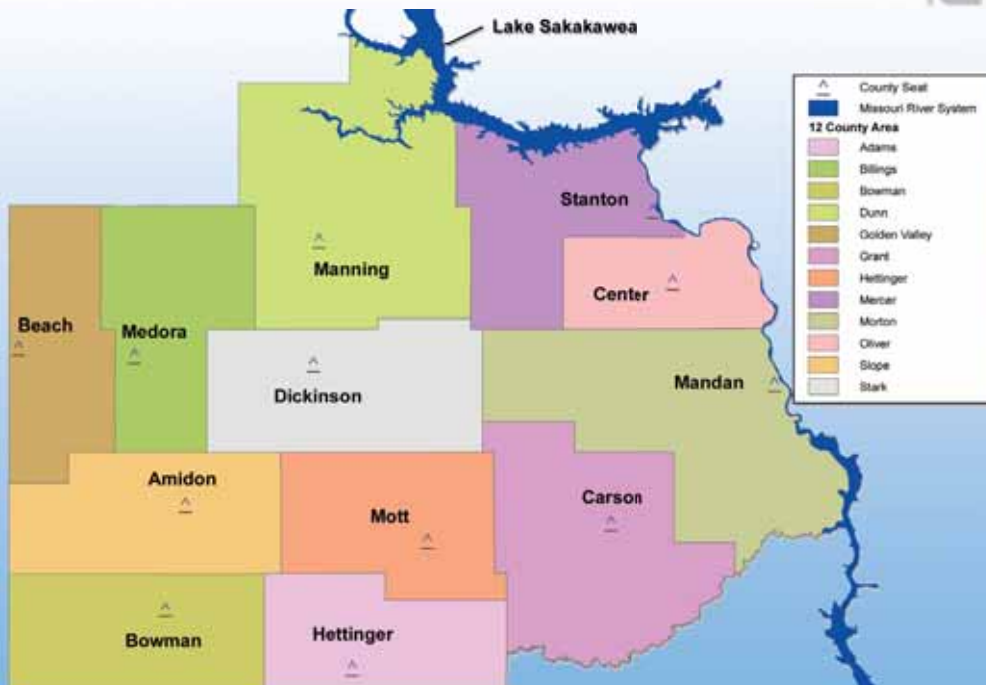 Lake Sakakawea
^ County Seat
Missouri River System
12 County Area
Adams
Billings
Bowman
Dunn
Golden Valley
Grant
Hettinger
Mercer
Morton
Oliver
Slope
Stark
Stanton
Manning
Center
Beach
Medora
Mandan
Dickinson
Amidon
Carson
Mott
Bowman
Hettinger